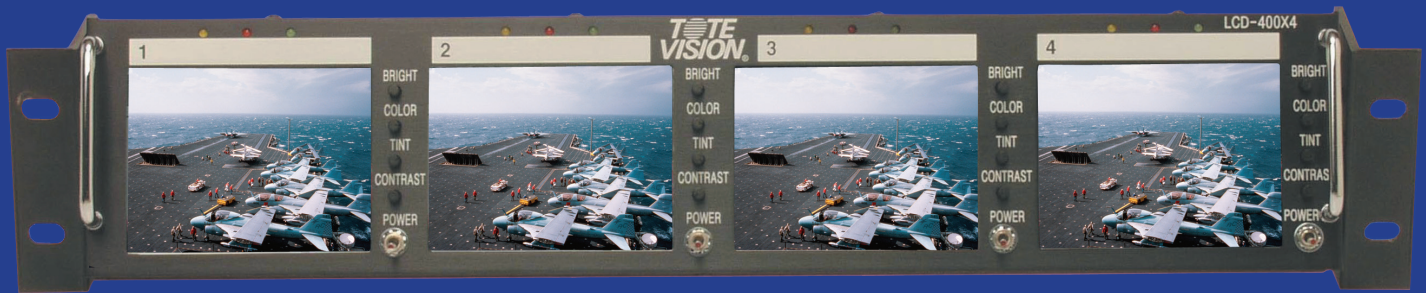 TOTE
VISION®
LCD-400X4
1
2
3
4
BRIGHT
COLOR
TINT
CONTRAST
POWER
BRIGHT
COLOR
TINT
CONTRAST
POWER
BRIGHT
COLOR
TINT
CONTRAST
POWER
BRIGHT
COLOR
TINT
CONTRAS
POWER